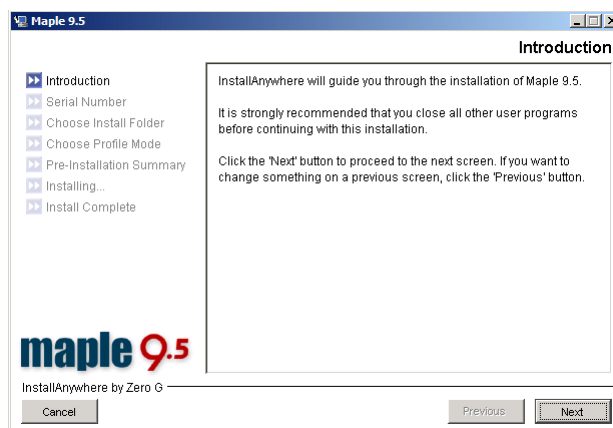 Maple 9.5
Introduction
Introduction
Serial Number
Choose Install Folder
Choose Profile Mode
Pre-Installation Summary
Installing...
Install Complete
InstallAnywhere will guide you through the installation of Maple 9.5.
It is strongly recommended that you close all other user programs
before continuing with this installation.
Click the 'Next' button to proceed to the next screen. If you want to
change something on a previous screen, click the 'Previous' button.
maple 9.5
InstallAnywhere by Zero G
Cancel
Previous
Next